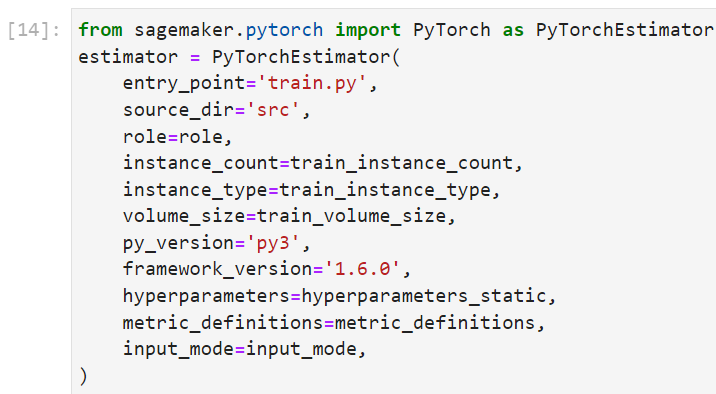 [14]: from sagemaker.pytorch import PyTorch as PyTorchEstimator
estimator = PyTorchEstimator(
    entry_point='train.py',
    source_dir='src',
    role=role,
    instance_count=train_instance_count,
    instance_type=train_instance_type,
    volume_size=train_volume_size,
    py_version='py3',
    framework_version='1.6.0',
    hyperparameters=hyperparameters_static,
    metric_definitions=metric_definitions,
    input_mode=input_mode,
)